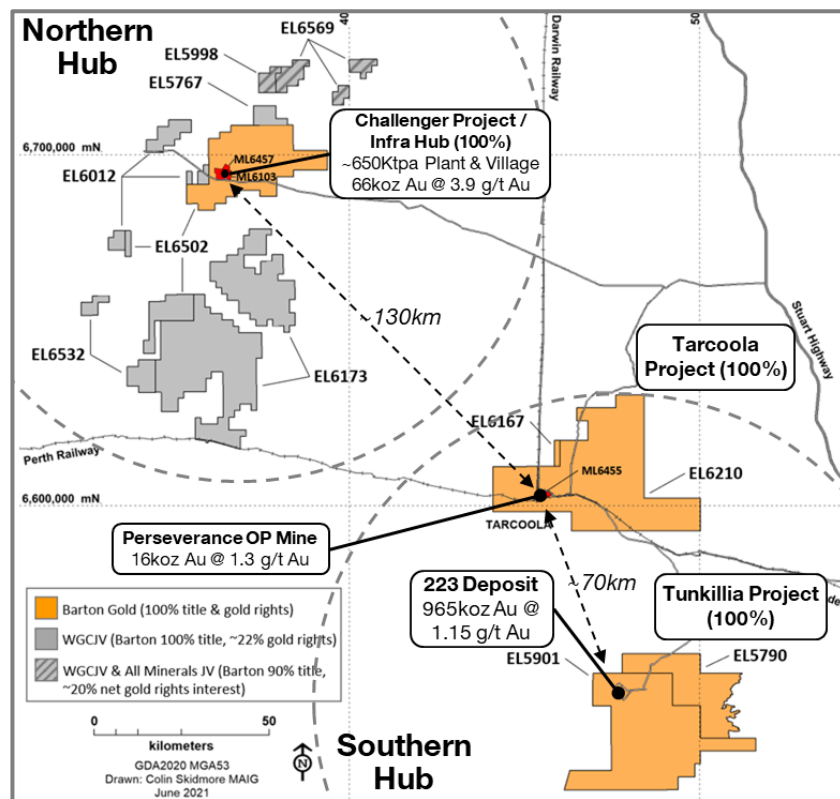 Northern
Hub
40
Darwin Railway
50
EL6569
EL5998
EL5767
Challenger Project /
Infra Hub (100%)
~650Ktpa Plant & Village
66koz Au @ 3.9 g/t Au
6,700,000 mN
ML6457
ML6103
EL6012
EL6502
~130km
Stuart Highway
Tarcoola
Project (100%)
EL6532
EL6173
EL6167
Perth Railway
ML6455
EL6210
6,600,000 mN
TARCOOLA
Perseverance OP Mine
16koz Au @ 1.3 g/t Au
~70km
223 Deposit
965koz Au @
1.15 g/t Au
Tunkillia Project
(100%)
Barton Gold (100% title & gold rights)
WGCJV (Barton 100% title, ~22% gold rights)
WGCJV & All Minerals JV (Barton 90% title,
~20% net gold rights interest)
EL5901
EL5790
0
50
kilometers
GDA2020 MGA53
Drawn: Colin Skidmore MAIG
June 2021
N
Southern
Hub